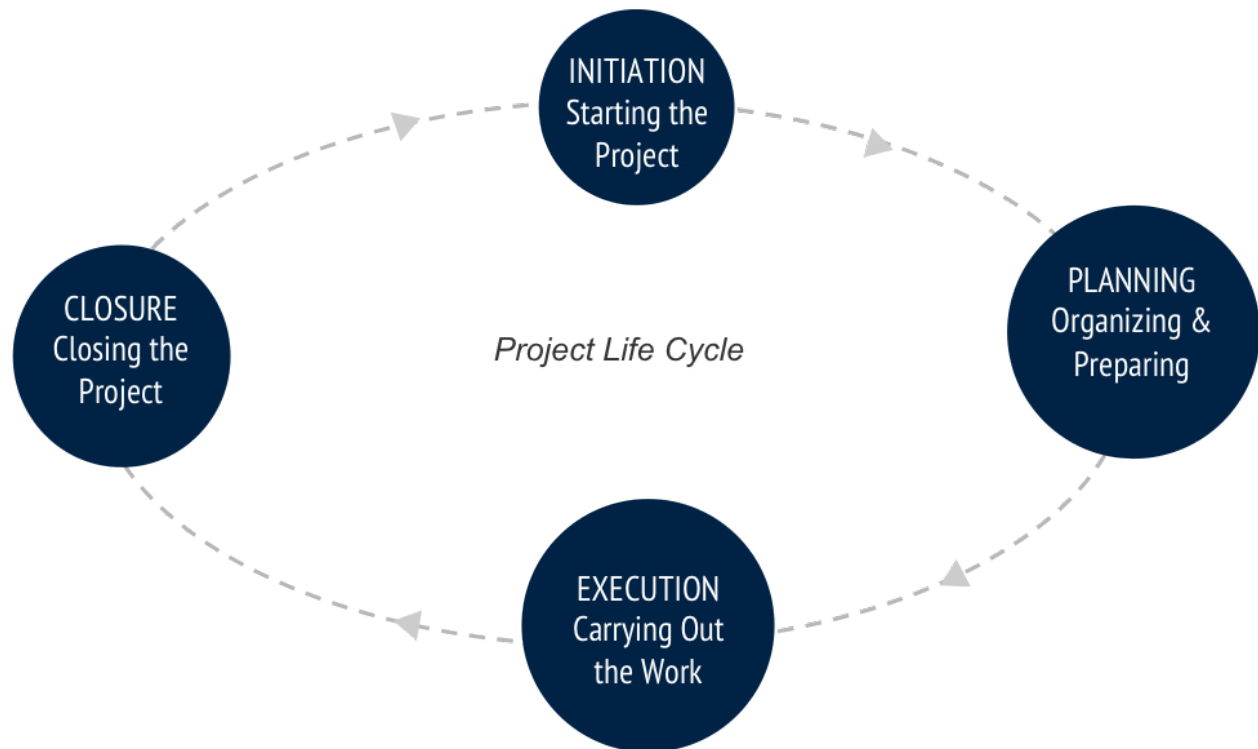 INITIATION
Starting the
Project
PLANNING
Organizing &
Preparing
CLOSURE
Closing the
Project
Project Life Cycle
EXECUTION
Carrying Out
the Work